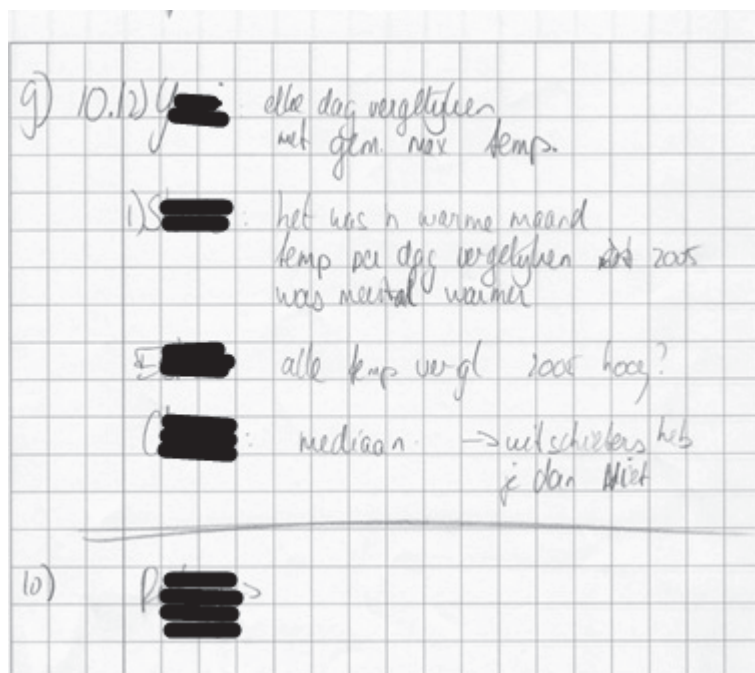 9) 10.12) : elke dag vergelijken
met gem. max temp.
1) : het was 'n warme maand
temp per dag vergelijken 2005
was meestal warmer
alle temp vergl 2005 hoog?
: mediaan. → uitschieters heb
je dan niet
10)